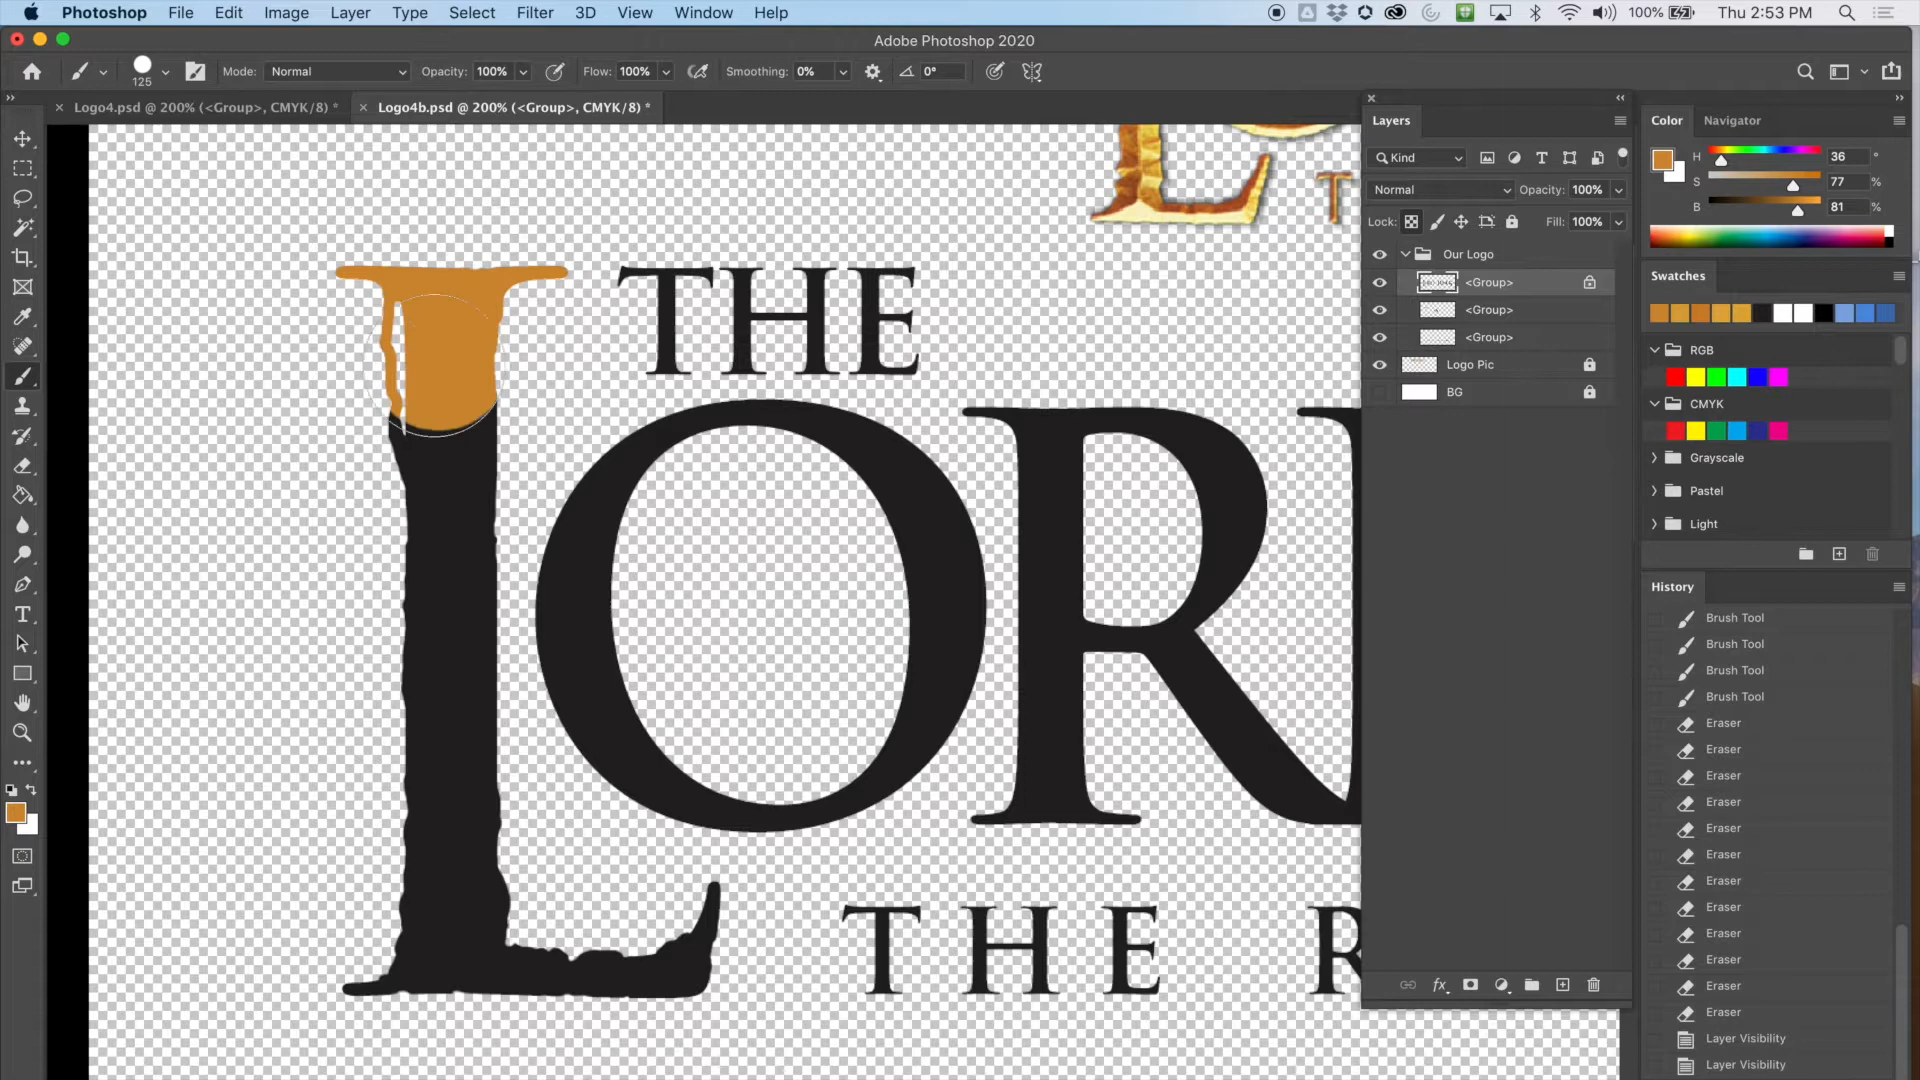 Photoshop File Edit Image Layer Type Select Filter 3D View Window Help 100% Thu 2:53 PM
Adobe Photoshop 2020
125 Mode: Normal Opacity: 100% Flow: 100% Smoothing: 0% 0°
Logo4.psd @ 200% (<Group>, CMYK/8) * Logo4b.psd @ 200% (<Group>, CMYK/8) *
Layers
Kind
Normal Opacity: 100%
Lock: Fill: 100%
Our Logo
<Group>
<Group>
<Group>
Logo Pic
BG
fx
Color Navigator
H 36 °
S 77 %
B 81 %
Swatches
RGB
CMYK
Grayscale
Pastel
Light
History
Brush Tool
Brush Tool
Brush Tool
Brush Tool
Eraser
Eraser
Eraser
Eraser
Eraser
Eraser
Eraser
Eraser
Eraser
Eraser
Eraser
Eraser
Layer Visibility
Layer Visibility
L T
THE
LOR
THE R